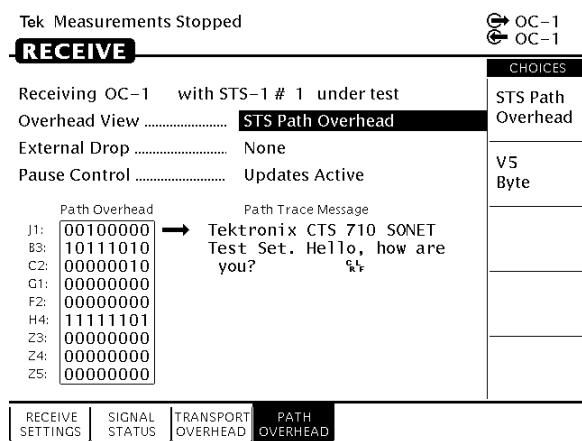 Tek Measurements Stopped
OC-1
OC-1
RECEIVE
CHOICES
Receiving OC-1 with STS-1 # 1 under test
Overhead View ...................... STS Path Overhead
External Drop ........................ None
Pause Control ......................... Updates Active
STS Path
Overhead
V5
Byte
Path Overhead Path Trace Message
J1: 00100000 → Tektronix CTS 710 SONET
B3: 10111010 Test Set. Hello, how are
C2: 00000010 you? CR LF
G1: 00000000
F2: 00000000
H4: 11111101
Z3: 00000000
Z4: 00000000
Z5: 00000000
RECEIVE SETTINGS
SIGNAL STATUS
TRANSPORT OVERHEAD
PATH OVERHEAD